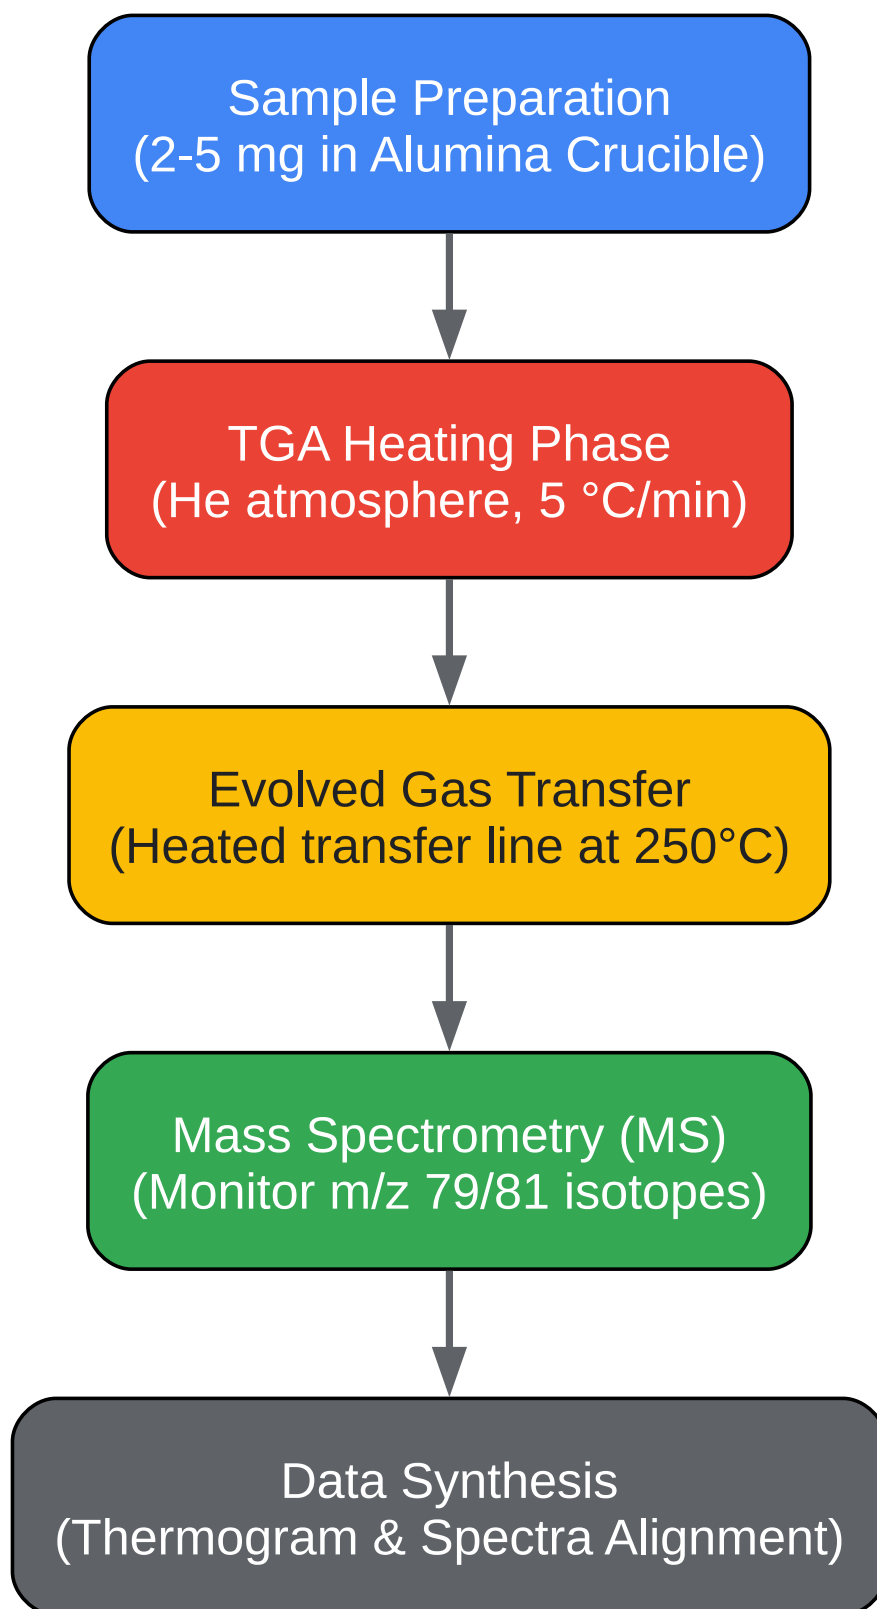 Sample Preparation
(2-5 mg in Alumina Crucible)
TGA Heating Phase
(He atmosphere, 5 °C/min)
Evolved Gas Transfer
(Heated transfer line at 250°C)
Mass Spectrometry (MS)
(Monitor m/z 79/81 isotopes)
Data Synthesis
(Thermogram & Spectra Alignment)